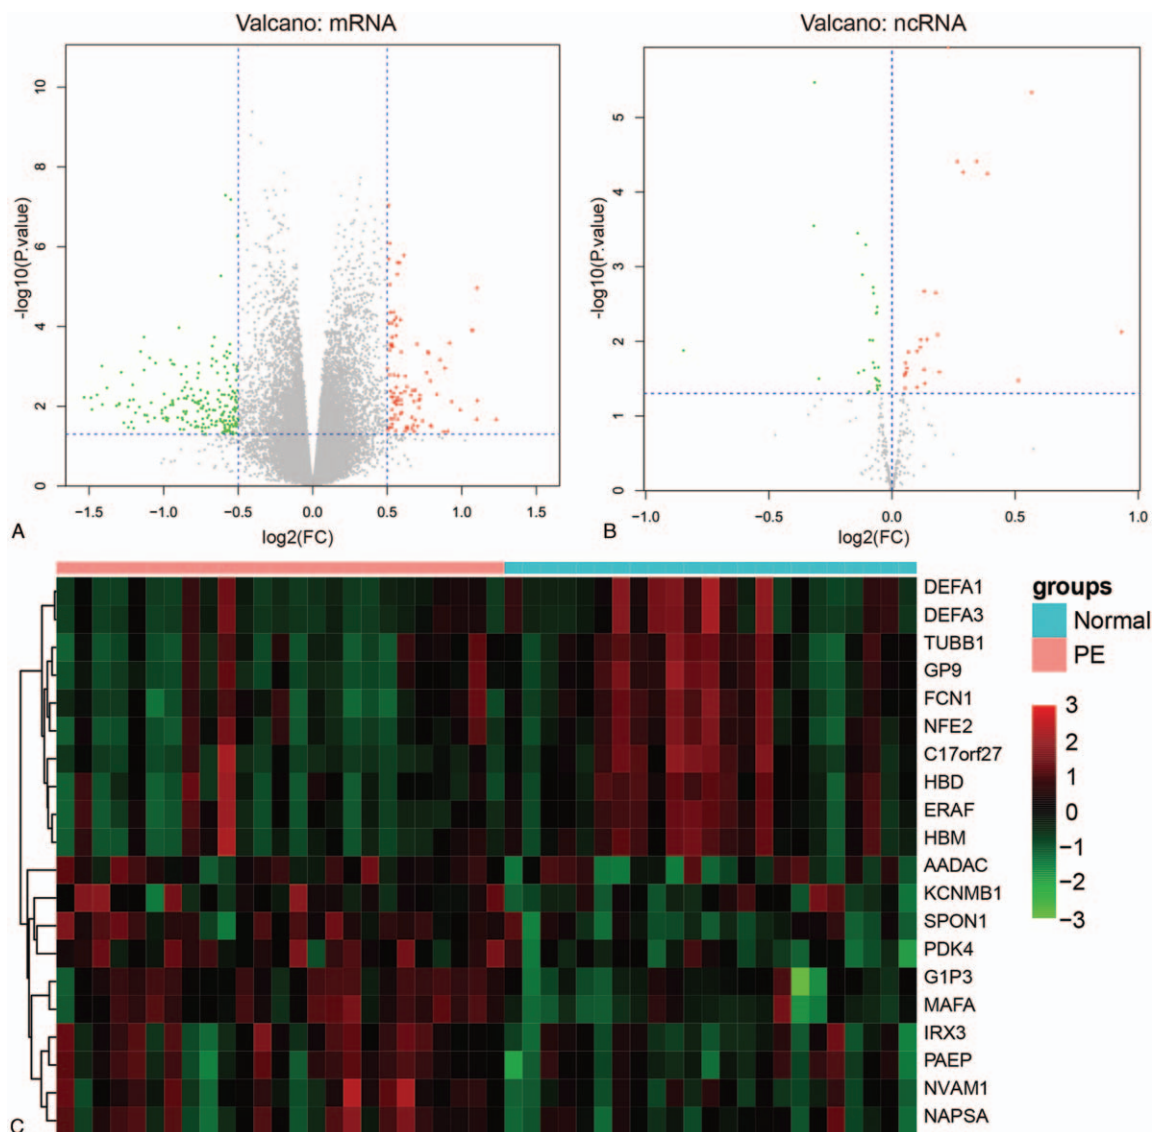 Valcano: mRNA
-log10(P.value)
10
8
6
4
2
0
−1.5 −1.0 −0.5 0.0 0.5 1.0 1.5
log2(FC)
A
Valcano: ncRNA
-log10(P.value)
5
4
3
2
1
0
−1.0 −0.5 0.0 0.5 1.0
log2(FC)
B
DEFA1
DEFA3
TUBB1
GP9
FCN1
NFE2
C17orf27
HBD
ERAF
HBM
AADAC
KCNMB1
SPON1
PDK4
G1P3
MAFA
IRX3
PAEP
NVAM1
NAPSA
groups
Normal
PE
3
2
1
0
−1
−2
−3
C